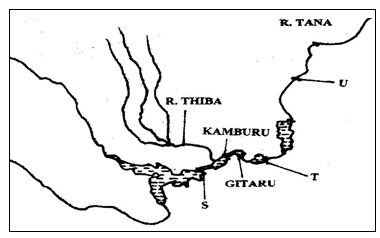 R. TANA
U
R. THIBA
KAMBURU
GITARU
T
S